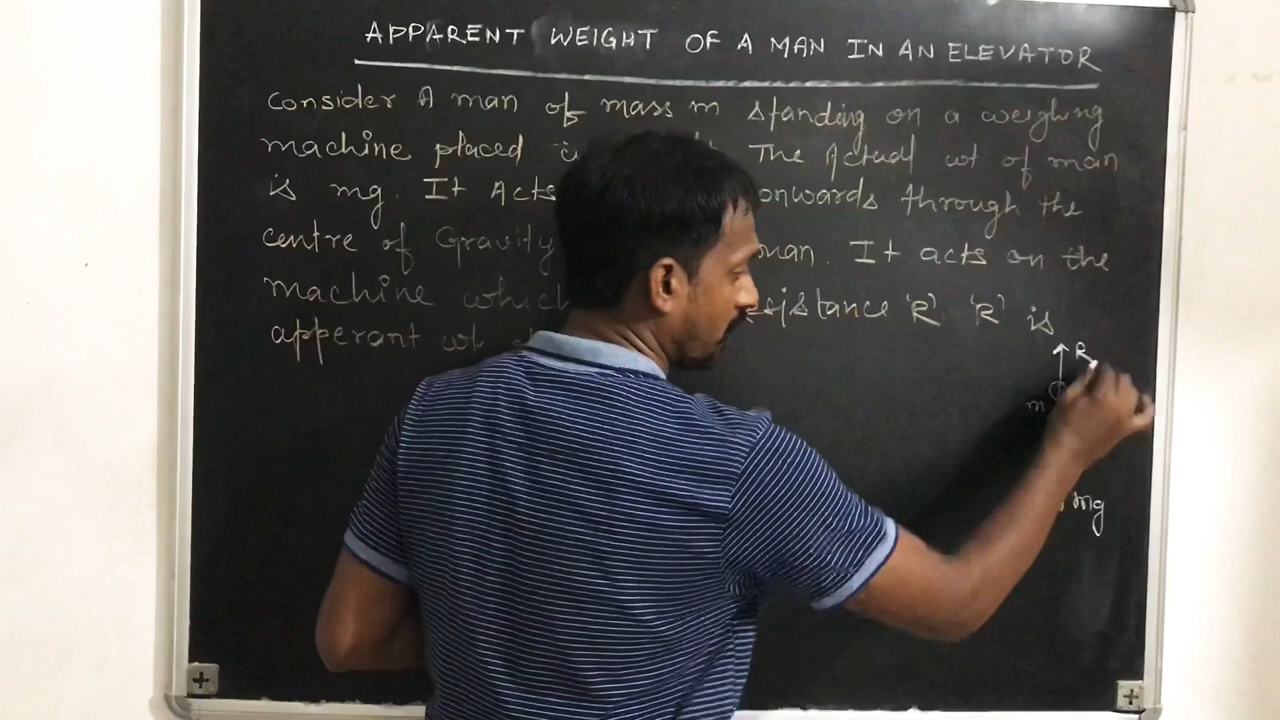 APPARENT WEIGHT OF A MAN IN AN ELEVATOR
Consider A man of mass m standing on a weighing
machine placed The Actual wt of man
is mg. It Acts onwards through the
centre of Gravity man. It acts on the
machine which sistance 'R'. 'R' is
apperant wt
R
m
mg